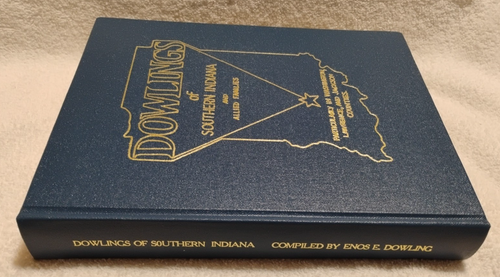 DOWLINGS
of
SOUTHERN INDIANA
AND
ALLIED FAMILIES
PARTICULARLY IN WASHINGTON,
LAWRENCE, AND JACKSON
COUNTIES.
DOWLINGS OF SOUTHERN INDIANA COMPILED BY ENOS E. DOWLING